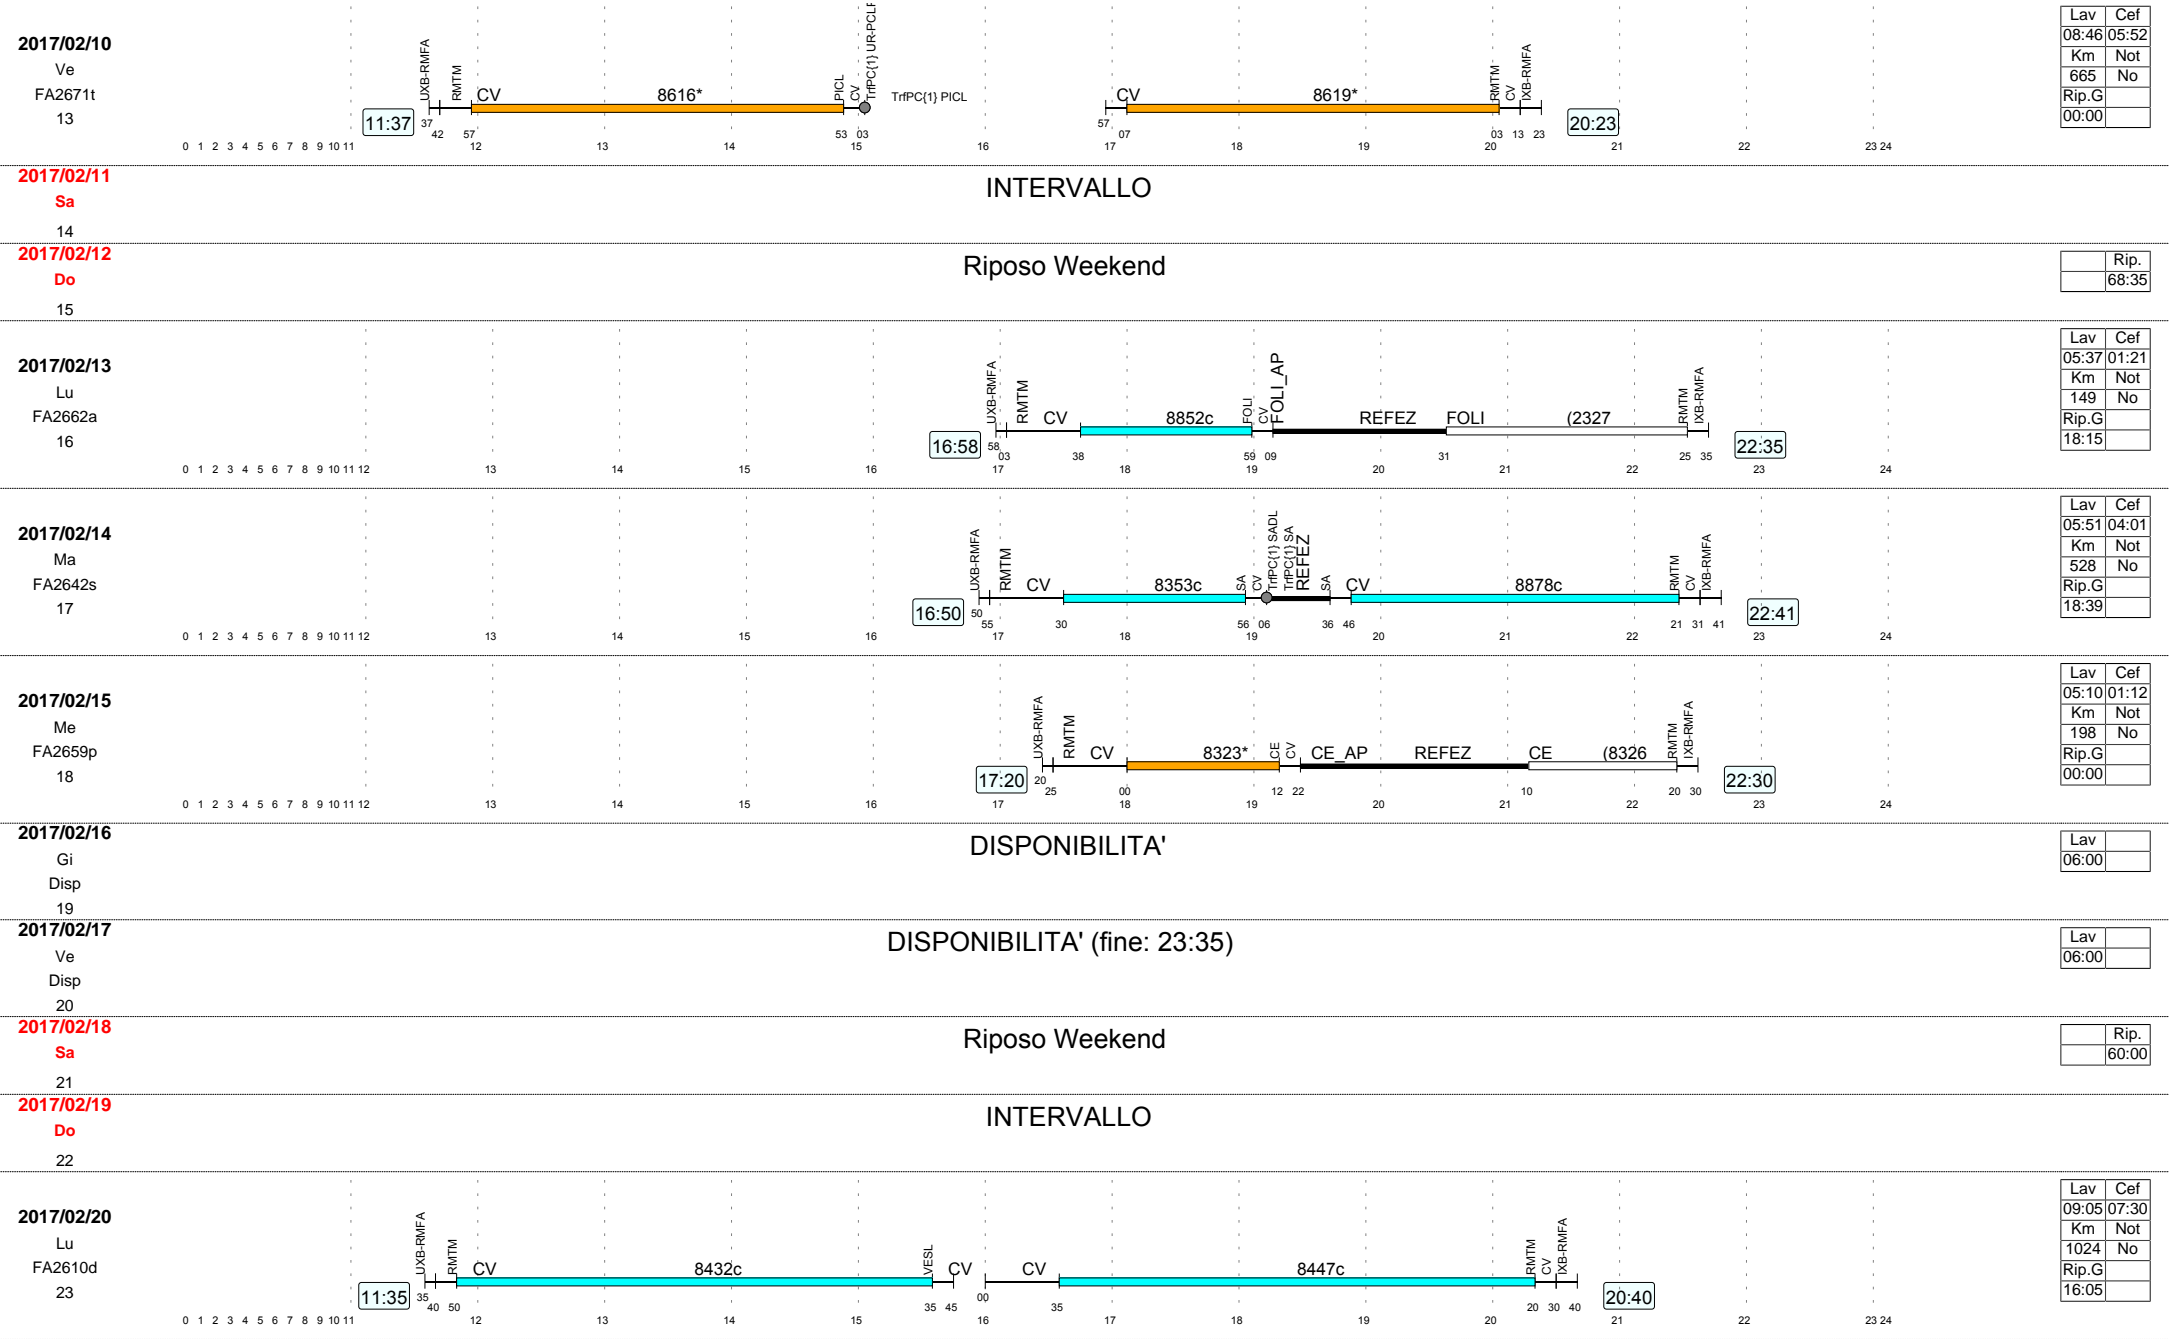 2017/02/10
Ve
FA2671t
13
11:37
UXB-RMFA
RMTM
CV
8616*
PICL
CV
TrfPC{1} UR-PCLF
TrfPC{1} PICL
CV
8619*
RMTM
CV
IXB-RMFA
20:23
37 42 57 53 03 57 07 03 13 23
0 1 2 3 4 5 6 7 8 9 10 11 12 13 14 15 16 17 18 19 20 21 22 23 24
Lav Cef
08:46 05:52
Km Not
665 No
Rip.G
00:00
2017/02/11
Sa
14
INTERVALLO
2017/02/12
Do
15
Riposo Weekend
Rip.
68:35
2017/02/13
Lu
FA2662a
16
16:58
UXB-RMFA
RMTM
CV
8852c
FOLI
CV
FOLI_AP
REFEZ
FOLI
(2327
RMTM
IXB-RMFA
22:35
58 03 38 59 09 31 25 35
0 1 2 3 4 5 6 7 8 9 10 11 12 13 14 15 16 17 18 19 20 21 22 23 24
Lav Cef
05:37 01:21
Km Not
149 No
Rip.G
18:15
2017/02/14
Ma
FA2642s
17
16:50
UXB-RMFA
RMTM
CV
8353c
SA
CV
TrfPC{1} SADL
TrfPC{1} SA
REFEZ
SA
CV
8878c
RMTM
CV
IXB-RMFA
22:41
50 55 30 56 06 36 46 21 31 41
0 1 2 3 4 5 6 7 8 9 10 11 12 13 14 15 16 17 18 19 20 21 22 23 24
Lav Cef
05:51 04:01
Km Not
528 No
Rip.G
18:39
2017/02/15
Me
FA2659p
18
17:20
UXB-RMFA
RMTM
CV
8323*
CE
CV
CE_AP
REFEZ
CE
(8326
RMTM
IXB-RMFA
22:30
20 25 00 12 22 10 20 30
0 1 2 3 4 5 6 7 8 9 10 11 12 13 14 15 16 17 18 19 20 21 22 23 24
Lav Cef
05:10 01:12
Km Not
198 No
Rip.G
00:00
2017/02/16
Gi
Disp
19
DISPONIBILITA'
Lav
06:00
2017/02/17
Ve
Disp
20
DISPONIBILITA' (fine: 23:35)
Lav
06:00
2017/02/18
Sa
21
Riposo Weekend
Rip.
60:00
2017/02/19
Do
22
INTERVALLO
2017/02/20
Lu
FA2610d
23
11:35
UXB-RMFA
RMTM
CV
8432c
VESL
CV
CV
8447c
RMTM
CV
IXB-RMFA
20:40
35 40 50 35 45 00 35 20 30 40
0 1 2 3 4 5 6 7 8 9 10 11 12 13 14 15 16 17 18 19 20 21 22 23 24
Lav Cef
09:05 07:30
Km Not
1024 No
Rip.G
16:05